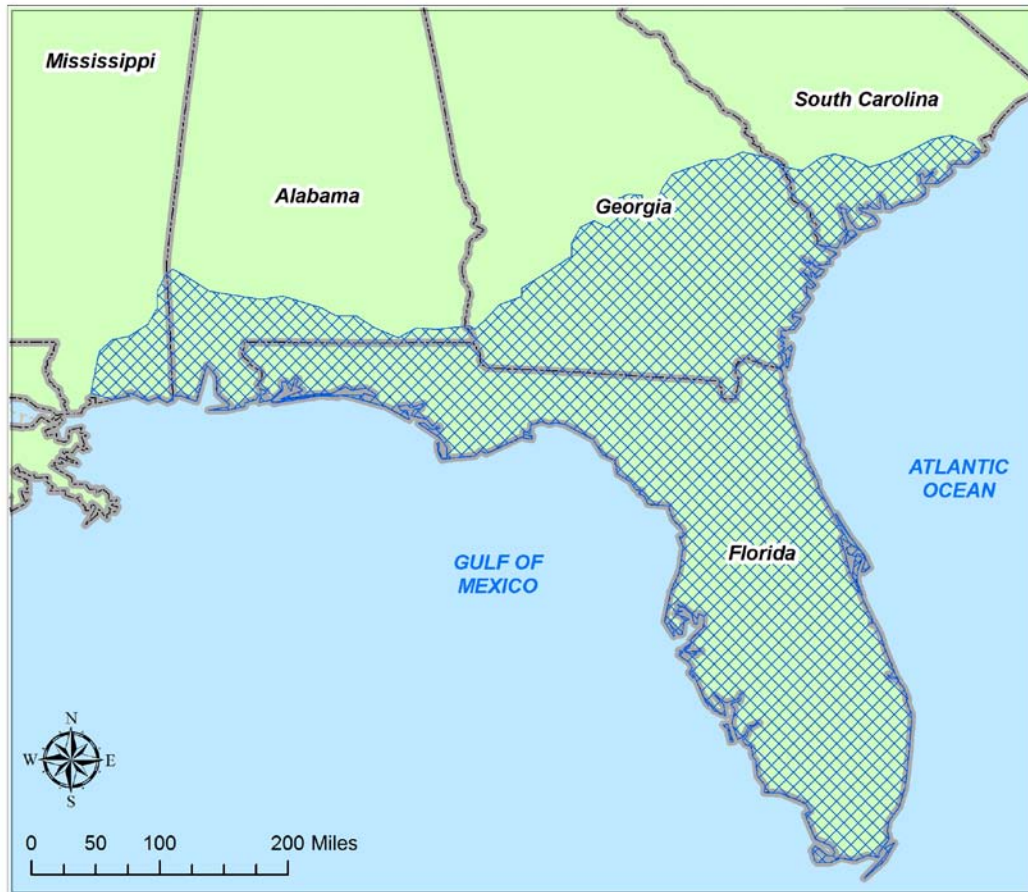 Mississippi
South Carolina
Alabama
Georgia
ATLANTIC
OCEAN
Florida
GULF OF
MEXICO
N
W
E
S
0 50 100 200 Miles